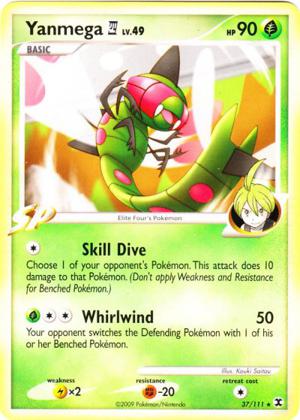 Yanmega LV.49 HP 90
BASIC
Elite Four's Pokémon
SP
Skill Dive
Choose 1 of your opponent's Pokémon. This attack does 10
damage to that Pokémon. (Don't apply Weakness and Resistance
for Benched Pokémon.)
Whirlwind 50
Your opponent switches the Defending Pokémon with 1 of his
or her Benched Pokémon.
Illus. Kouki Saitou
weakness resistance retreat cost
×2 -20
©2009 Pokémon/Nintendo 37/111 ★